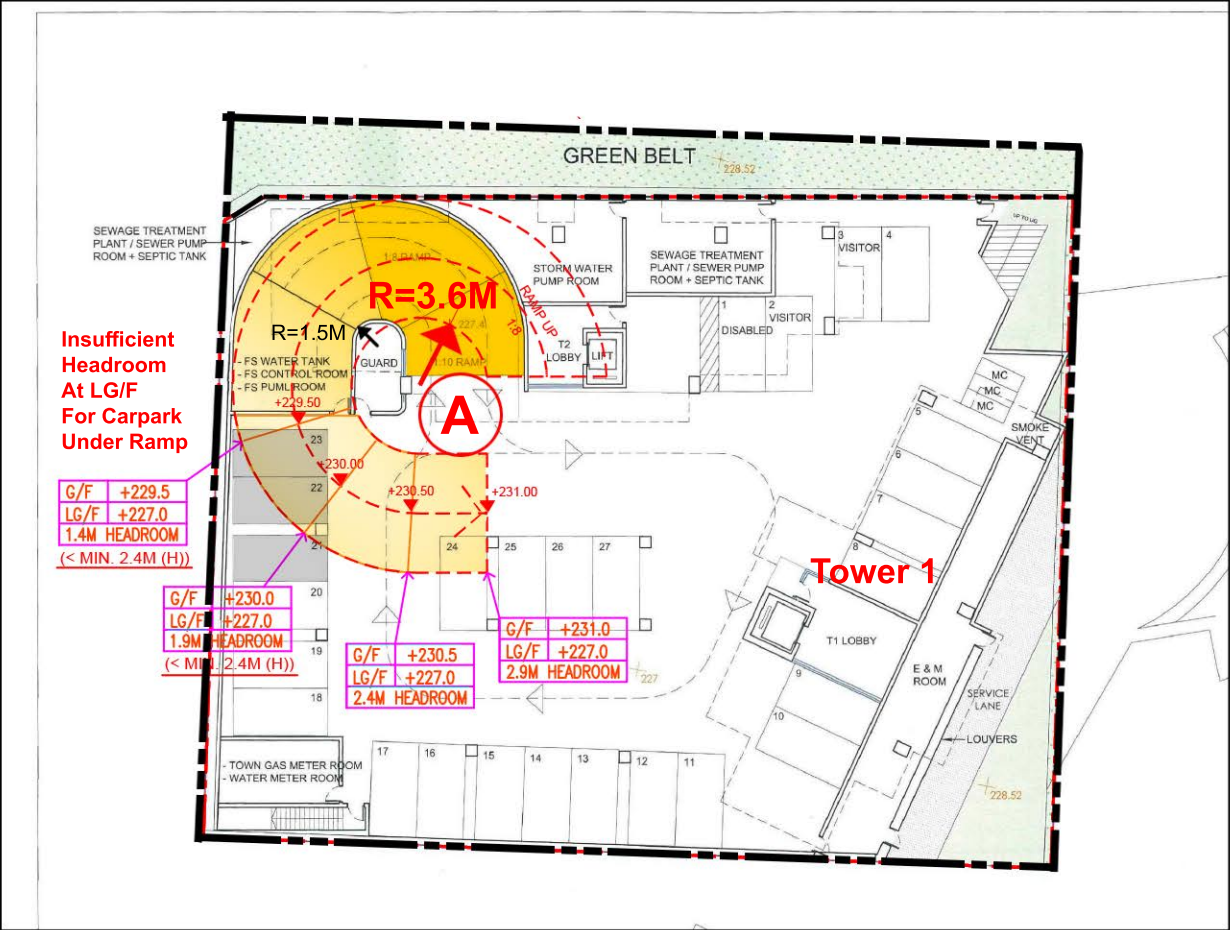 GREEN BELT
228.52
SEWAGE TREATMENT
PLANT / SEWER PUMP
ROOM + SEPTIC TANK
1:8 RAMP
R=3.6M
R=1.5M
227.4
1:10 RAMP
GUARD
RAMP UP
1:8
STORM WATER
PUMP ROOM
SEWAGE TREATMENT
PLANT / SEWER PUMP
ROOM + SEPTIC TANK
T2
LOBBY
LIFT
3
VISITOR
4
1
DISABLED
2
VISITOR
UP TO UG
MC
MC
MC
SMOKE
VENT
Insufficient
Headroom
At LG/F
For Carpark
Under Ramp
- FS WATER TANK
- FS CONTROL ROOM
- FS PUMP ROOM
+229.50
A
+230.00
+230.50
+231.00
23
22
21
20
19
18
24
25
26
27
5
6
7
8
Tower 1
T1 LOBBY
9
10
E & M
ROOM
SERVICE
LANE
LOUVERS
228.52
227
G/F +229.5
LG/F +227.0
1.4M HEADROOM
(< MIN. 2.4M (H))
G/F +230.0
LG/F +227.0
1.9M HEADROOM
(< MIN. 2.4M (H))
G/F +230.5
LG/F +227.0
2.4M HEADROOM
G/F +231.0
LG/F +227.0
2.9M HEADROOM
- TOWN GAS METER ROOM
- WATER METER ROOM
17
16
15
14
13
12
11